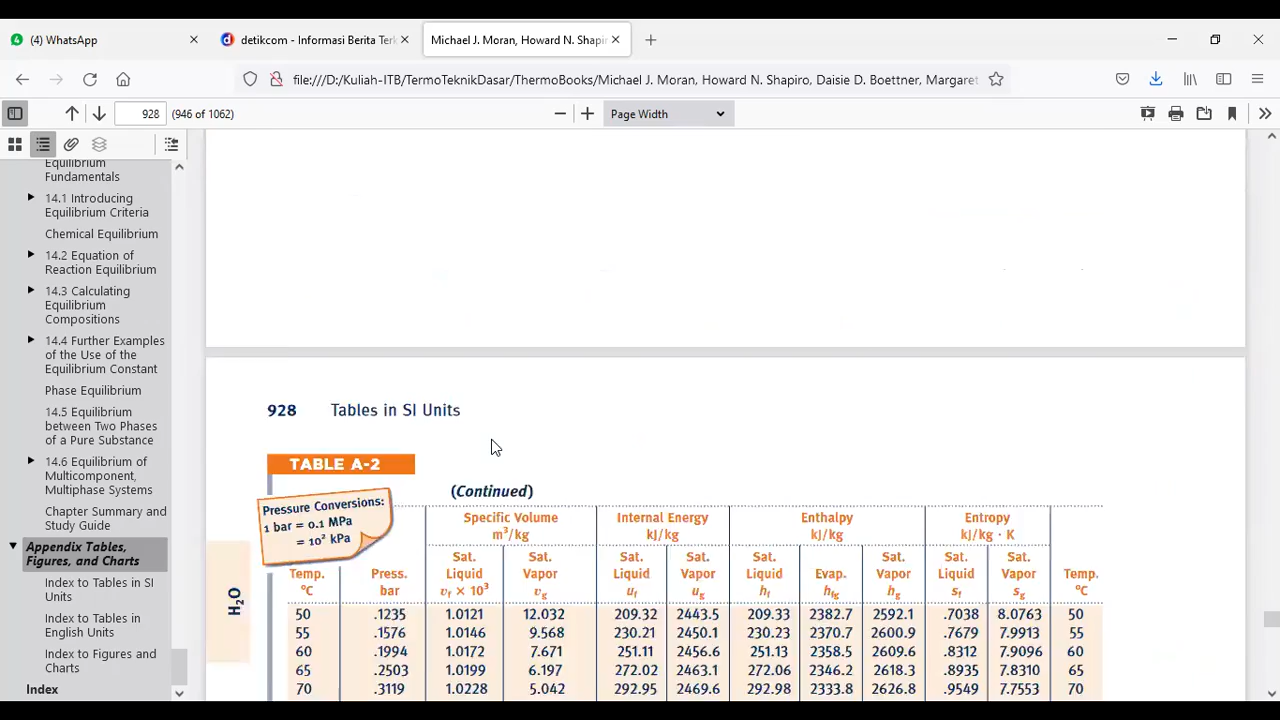 (4) WhatsApp
detikcom - Informasi Berita Terk
Michael J. Moran, Howard N. Shapir
file:///D:/Kuliah-ITB/TermoTeknikDasar/ThermoBooks/Michael J. Moran, Howard N. Shapiro, Daisie D. Boettner, Margaret
928 (946 of 1062)
Page Width
Equilibrium
Fundamentals
14.1 Introducing
Equilibrium Criteria
Chemical Equilibrium
14.2 Equation of
Reaction Equilibrium
14.3 Calculating
Equilibrium
Compositions
14.4 Further Examples
of the Use of the
Equilibrium Constant
Phase Equilibrium
14.5 Equilibrium
between Two Phases
of a Pure Substance
14.6 Equilibrium of
Multicomponent,
Multiphase Systems
Chapter Summary and
Study Guide
Appendix Tables,
Figures, and Charts
Index to Tables in SI
Units
Index to Tables in
English Units
Index to Figures and
Charts
Index
928 Tables in SI Units
TABLE A-2
(Continued)
Pressure Conversions:
1 bar = 0.1 MPa
= 10² kPa
H₂O
Specific Volume Internal Energy Enthalpy Entropy
m³/kg kJ/kg kJ/kg kJ/kg · K
Sat. Sat. Sat. Sat. Sat. Sat. Sat. Sat.
Temp. Press. Liquid Vapor Liquid Vapor Liquid Evap. Vapor Liquid Vapor Temp.
°C bar vf × 10³ vg uf ug hf hfg hg sf sg °C
50 .1235 1.0121 12.032 209.32 2443.5 209.33 2382.7 2592.1 .7038 8.0763 50
55 .1576 1.0146 9.568 230.21 2450.1 230.23 2370.7 2600.9 .7679 7.9913 55
60 .1994 1.0172 7.671 251.11 2456.6 251.13 2358.5 2609.6 .8312 7.9096 60
65 .2503 1.0199 6.197 272.02 2463.1 272.06 2346.2 2618.3 .8935 7.8310 65
70 .3119 1.0228 5.042 292.95 2469.6 292.98 2333.8 2626.8 .9549 7.7553 70